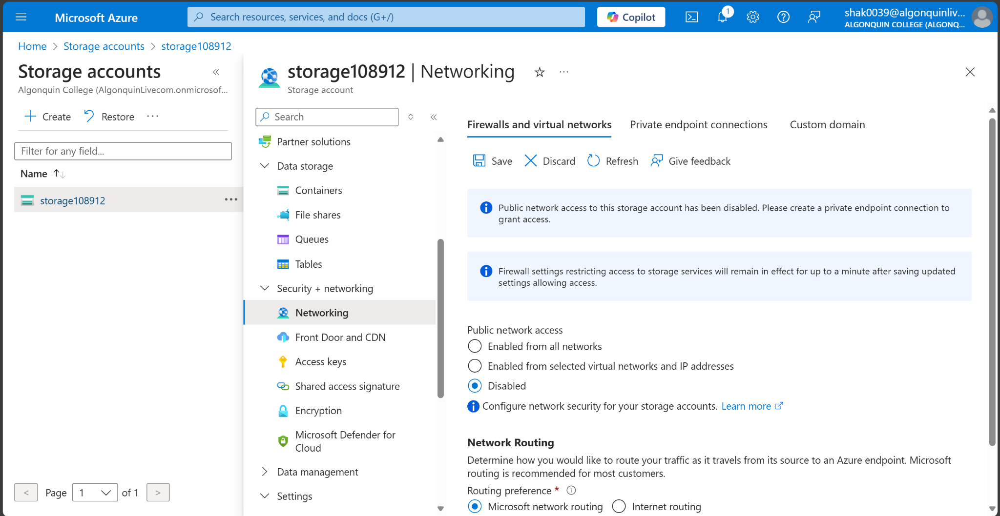 Microsoft Azure
Search resources, services, and docs (G+/)
Copilot
1
shak0039@algonquinliv...
ALGONQUIN COLLEGE (ALGONQ...
Home > Storage accounts > storage108912
Storage accounts
«
Algonquin College (AlgonquinLivecom.onmicrosof...
Create
Restore
...
Filter for any field...
Name ↑↓
storage108912
...
< Page 1 of 1 >
storage108912 | Networking
...
Storage account
Search
«
Partner solutions
Data storage
Containers
File shares
Queues
Tables
Security + networking
Networking
Front Door and CDN
Access keys
Shared access signature
Encryption
Microsoft Defender for
Cloud
Data management
Settings
Firewalls and virtual networks
Private endpoint connections
Custom domain
Save
Discard
Refresh
Give feedback
Public network access to this storage account has been disabled. Please create a private endpoint connection to
grant access.
Firewall settings restricting access to storage services will remain in effect for up to a minute after saving updated
settings allowing access.
Public network access
Enabled from all networks
Enabled from selected virtual networks and IP addresses
Disabled
Configure network security for your storage accounts. Learn more
Network Routing
Determine how you would like to route your traffic as it travels from its source to an Azure endpoint. Microsoft
routing is recommended for most customers.
Routing preference *
Microsoft network routing
Internet routing